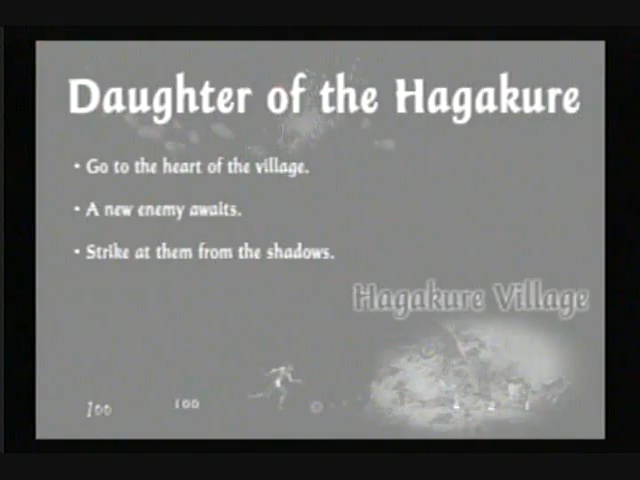 Daughter of the Hagakure
• Go to the heart of the village.
• A new enemy awaits.
• Strike at them from the shadows.
Hagakure Village
100
100